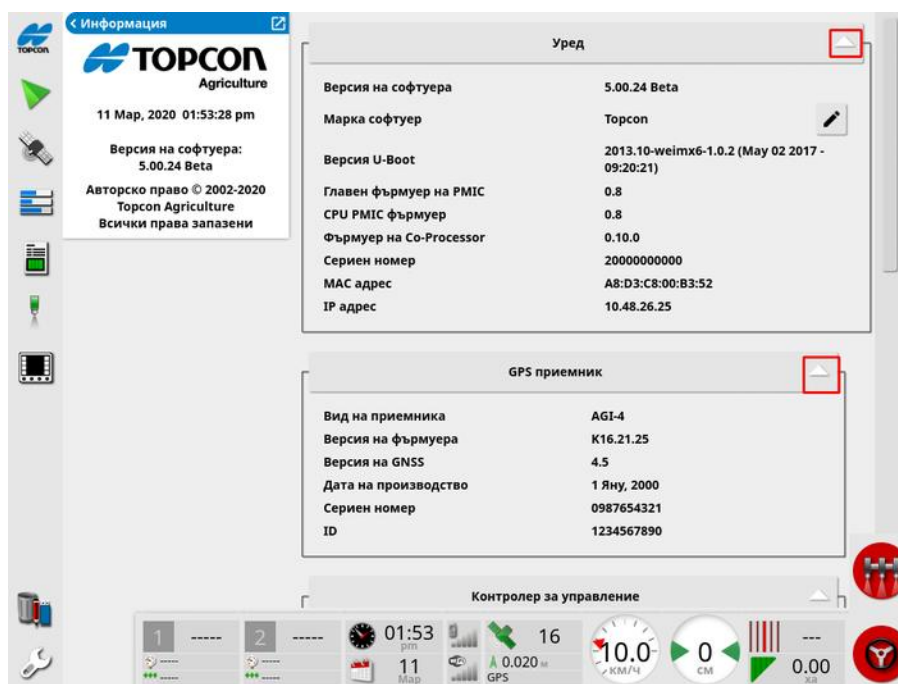 TOPCON
< Информация
TOPCON
Agriculture
11 Мар, 2020 01:53:28 pm
Версия на софтуера:
5.00.24 Beta
Авторско право © 2002-2020
Topcon Agriculture
Всички права запазени
Уред
Версия на софтуера 5.00.24 Beta
Марка софтуер Topcon
Версия U-Boot 2013.10-weimx6-1.0.2 (May 02 2017 -
09:20:21)
Главен фърмуер на PMIC 0.8
CPU PMIC фърмуер 0.8
Фърмуер на Co-Processor 0.10.0
Сериен номер 20000000000
MAC адрес A8:D3:C8:00:B3:52
IP адрес 10.48.26.25
GPS приемник
Вид на приемника AGI-4
Версия на фърмуера K16.21.25
Версия на GNSS 4.5
Дата на производство 1 Яну, 2000
Сериен номер 0987654321
ID 1234567890
Контролер за управление
1 ----- 2 ----- 01:53 16 10.0 0 ---
pm
----- ----- 11 0.020 м КМ/Ч СМ 0.00
----- ----- Мар GPS ха